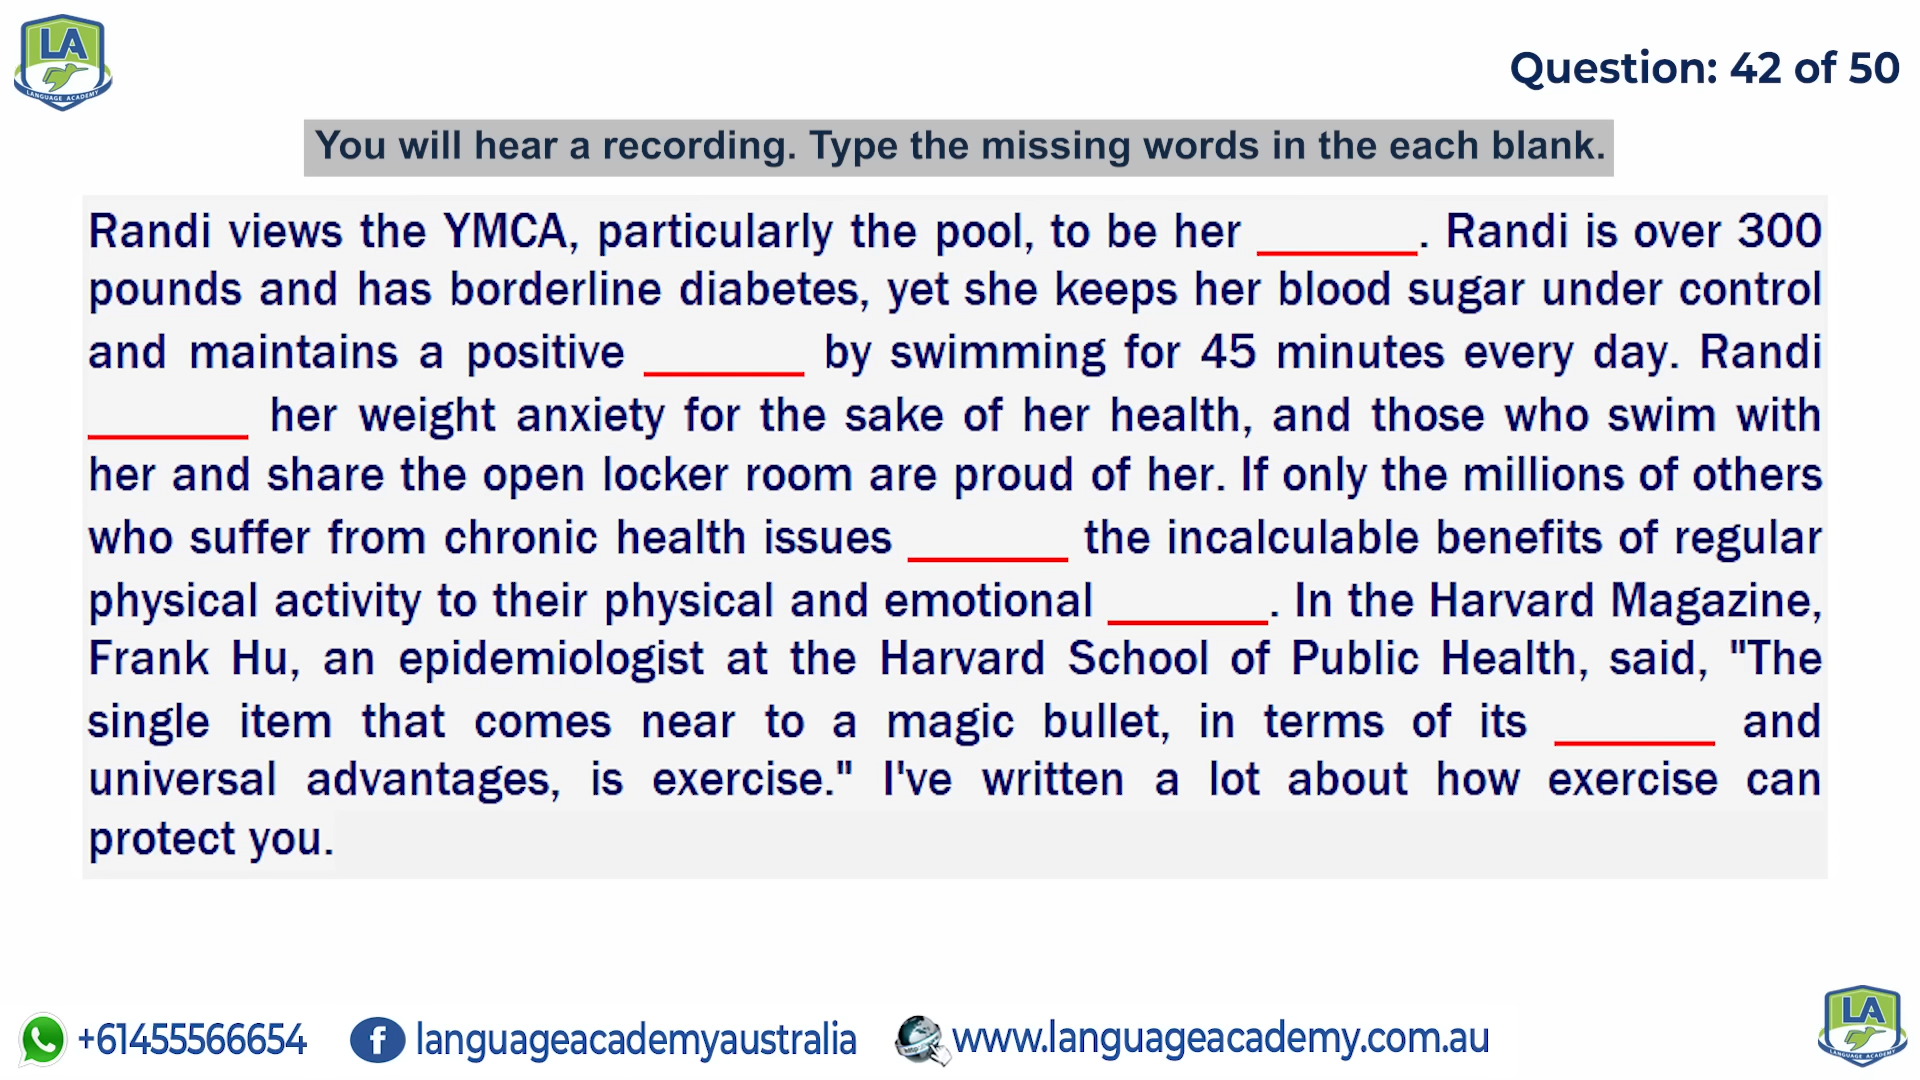 LA
LANGUAGE ACADEMY
Question: 42 of 50
You will hear a recording. Type the missing words in the each blank.
Randi views the YMCA, particularly the pool, to be her ______. Randi is over 300
pounds and has borderline diabetes, yet she keeps her blood sugar under control
and maintains a positive ______ by swimming for 45 minutes every day. Randi
______ her weight anxiety for the sake of her health, and those who swim with
her and share the open locker room are proud of her. If only the millions of others
who suffer from chronic health issues ______ the incalculable benefits of regular
physical activity to their physical and emotional ______. In the Harvard Magazine,
Frank Hu, an epidemiologist at the Harvard School of Public Health, said, "The
single item that comes near to a magic bullet, in terms of its ______ and
universal advantages, is exercise." I've written a lot about how exercise can
protect you.
+61455566654
languageacademyaustralia
www.languageacademy.com.au
LA
LANGUAGE ACADEMY